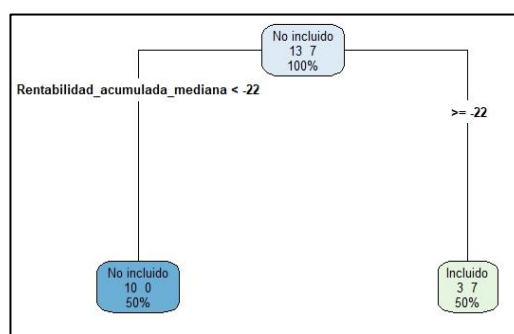 No incluido
13 7
100%
Rentabilidad_acumulada_mediana < -22
>= -22
No incluido
10 0
50%
Incluido
3 7
50%